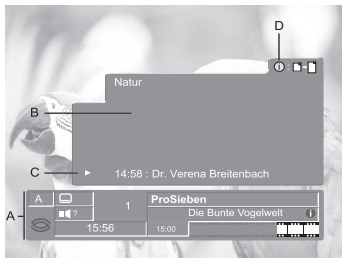 D
Natur
B
C
14:58 : Dr. Verena Breitenbach
A
1
ProSieben
?
Die Bunte Vogelwelt
A
15:56
15:00